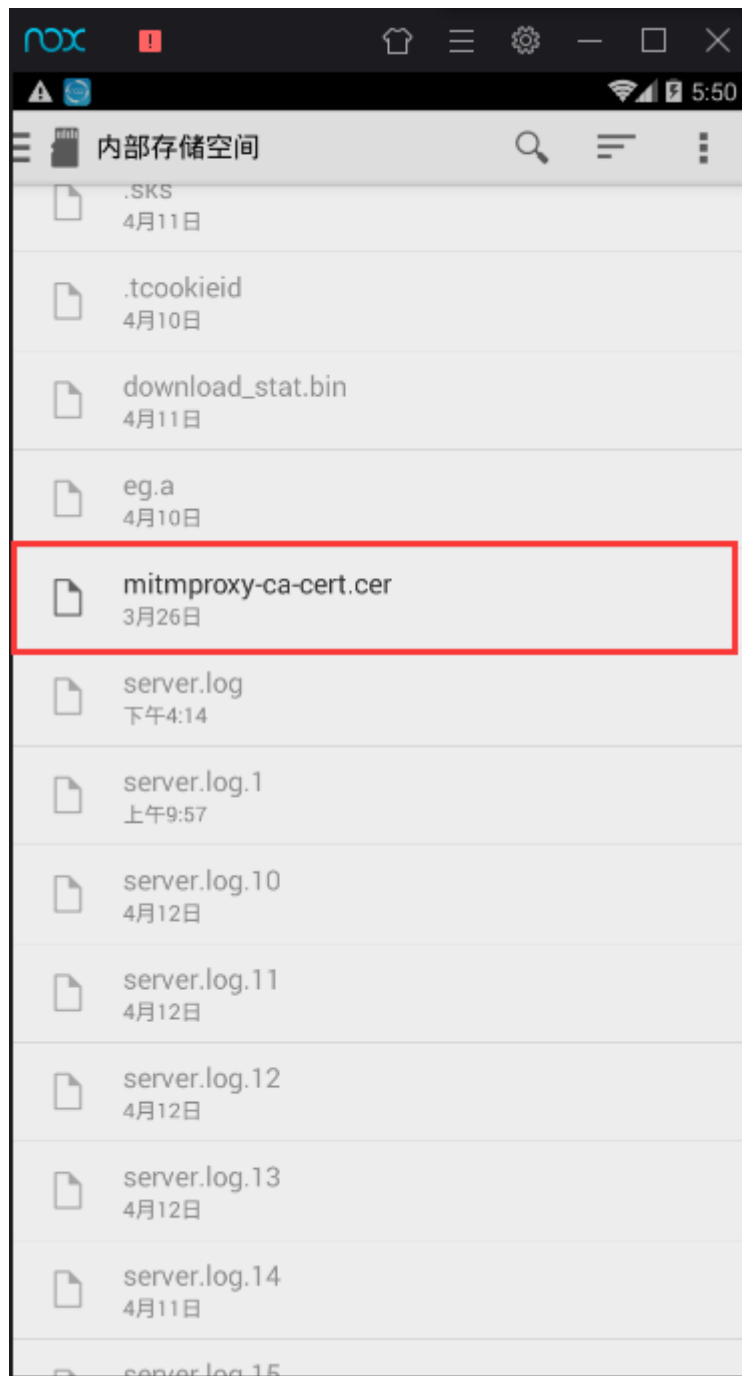 nox
5:50
内部存储空间
.sks
4月11日
.tcookieid
4月10日
download_stat.bin
4月11日
eg.a
4月10日
mitmproxy-ca-cert.cer
3月26日
server.log
下午4:14
server.log.1
上午9:57
server.log.10
4月12日
server.log.11
4月12日
server.log.12
4月12日
server.log.13
4月12日
server.log.14
4月11日
server.log.15